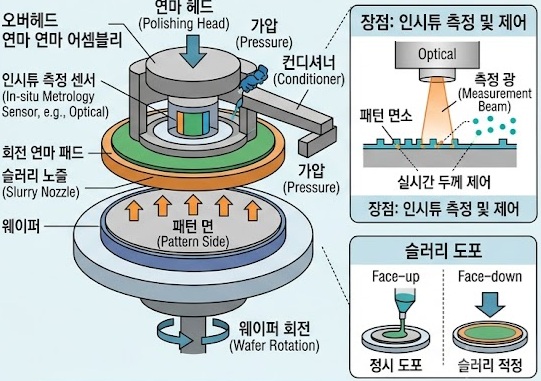 오버헤드
연마 연마 어셈블리
연마 헤드
(Polishing Head)
가압
(Pressure)
컨디셔너
(Conditioner)
인시튜 측정 센서
(In-situ Metrology
Sensor, e.g., Optical)
회전 연마 패드
슬러리 노즐
(Slurry Nozzle)
가압
(Pressure)
웨이퍼
패턴 면
(Pattern Side)
웨이퍼 회전
(Wafer Rotation)
장점: 인시튜 측정 및 제어
Optical
측정 광
(Measurement
Beam)
패턴 면소
실시간 두께 제어
장점: 인시튜 측정 및 제어
슬러리 도포
Face-up
Face-down
정시 도포
슬러리 적정